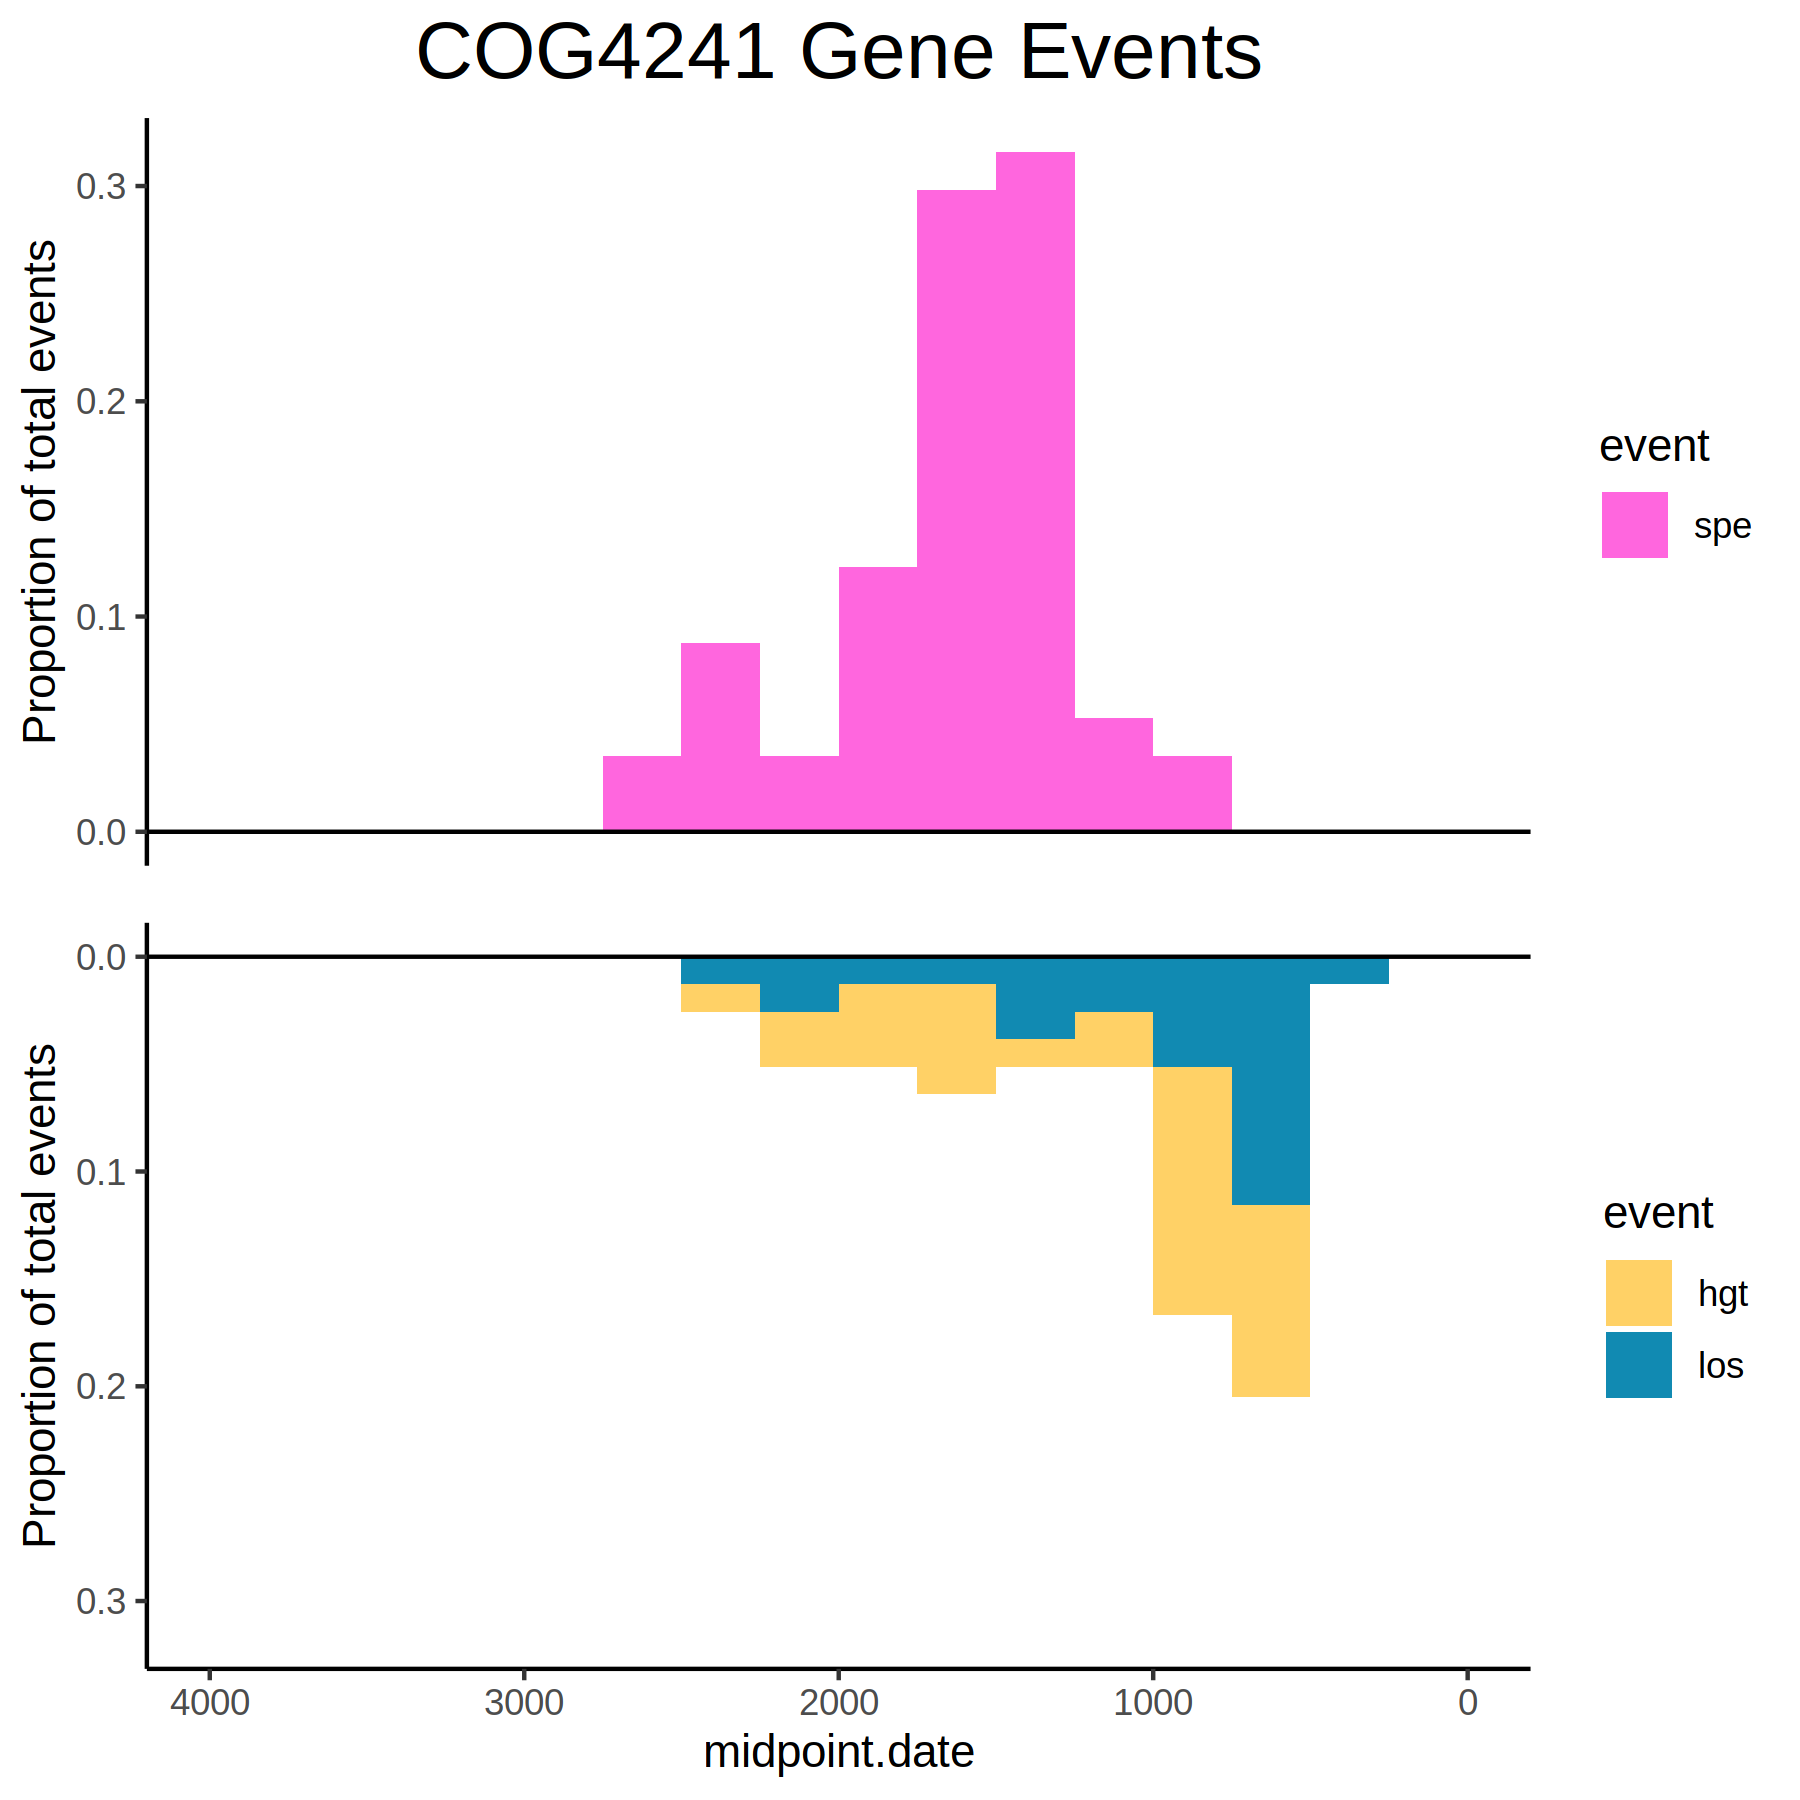 COG4241 Gene Events
Proportion of total events
0.3
0.2
0.1
0.0
event
spe
Proportion of total events
0.0
0.1
0.2
0.3
event
hgt
los
4000 3000 2000 1000 0
midpoint.date